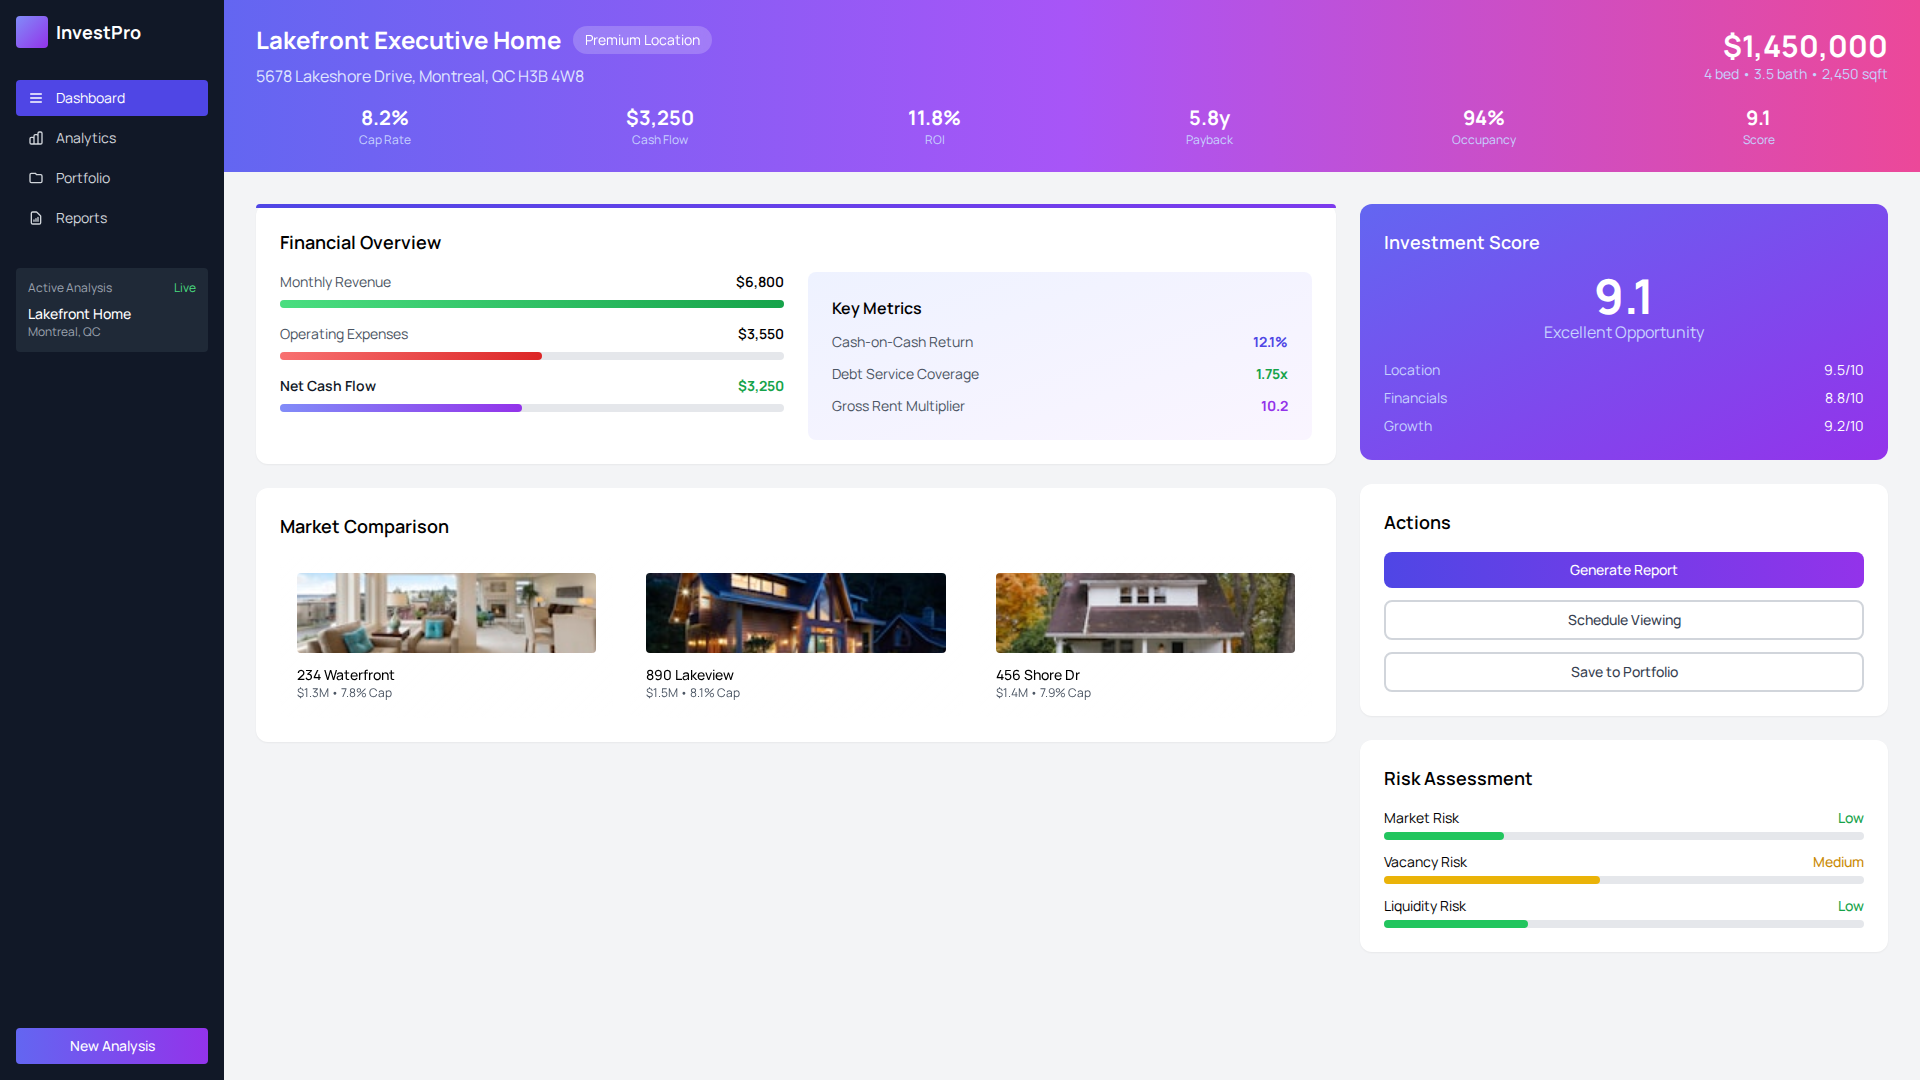 InvestPro
Dashboard
Analytics
Portfolio
Reports
Active Analysis Live
Lakefront Home
Montreal, QC
New Analysis
Lakefront Executive Home Premium Location
5678 Lakeshore Drive, Montreal, QC H3B 4W8
$1,450,000
4 bed • 3.5 bath • 2,450 sqft
8.2% $3,250 11.8% 5.8y 94% 9.1
Cap Rate Cash Flow ROI Payback Occupancy Score
Financial Overview
Monthly Revenue $6,800
Operating Expenses $3,550
Net Cash Flow $3,250
Key Metrics
Cash-on-Cash Return 12.1%
Debt Service Coverage 1.75x
Gross Rent Multiplier 10.2
Market Comparison
234 Waterfront
$1.3M • 7.8% Cap
890 Lakeview
$1.5M • 8.1% Cap
456 Shore Dr
$1.4M • 7.9% Cap
Investment Score
9.1
Excellent Opportunity
Location 9.5/10
Financials 8.8/10
Growth 9.2/10
Actions
Generate Report
Schedule Viewing
Save to Portfolio
Risk Assessment
Market Risk Low
Vacancy Risk Medium
Liquidity Risk Low